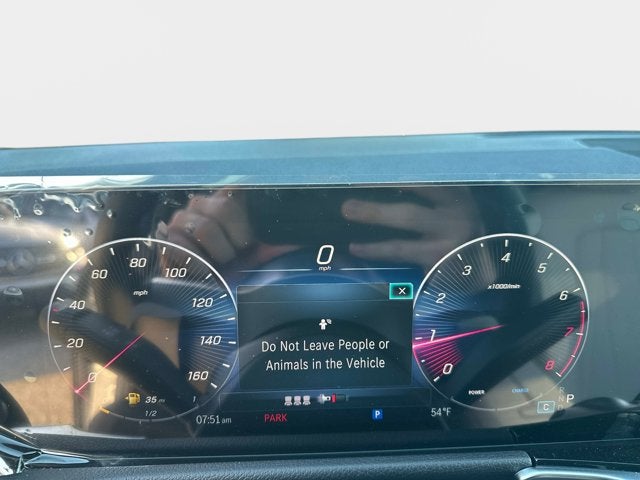 0
mph
0
20
40
60
80
100
120
140
160
mph
35 mi
1/2
1
07:51 am
Do Not Leave People or
Animals in the Vehicle
PARK
P
54°F
0
1
2
3
4
5
6
7
8
x1000/min
POWER
CHARGE
C
R
N
D
P